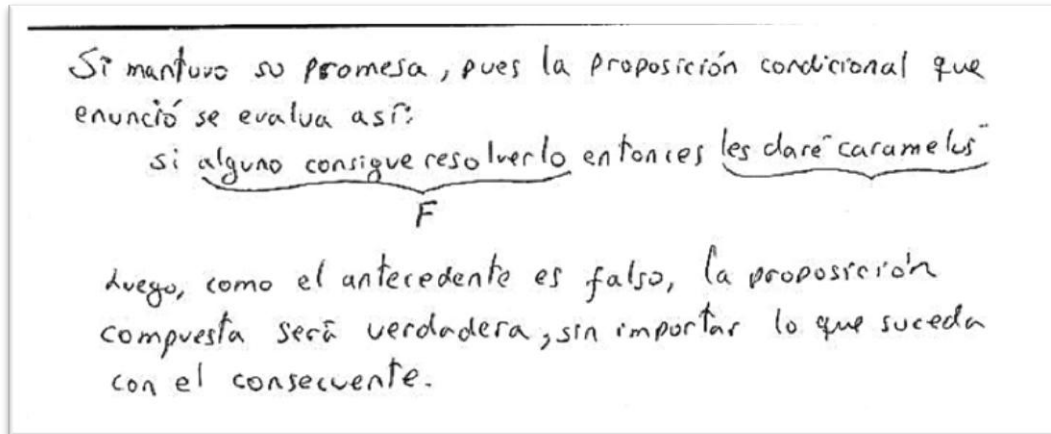 Si mantuvo su promesa, pues la proposición condicional que
enunció se evalua así:
si alguno consigue resolverlo entonces les daré "caramelos"
F
Luego, como el antecedente es falso, la proposición
compuesta será verdadera, sin importar lo que suceda
con el consecuente.